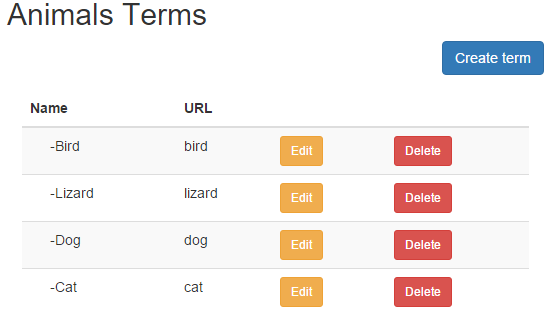 Animals Terms
Create term
Name URL
-Bird bird Edit Delete
-Lizard lizard Edit Delete
-Dog dog Edit Delete
-Cat cat Edit Delete